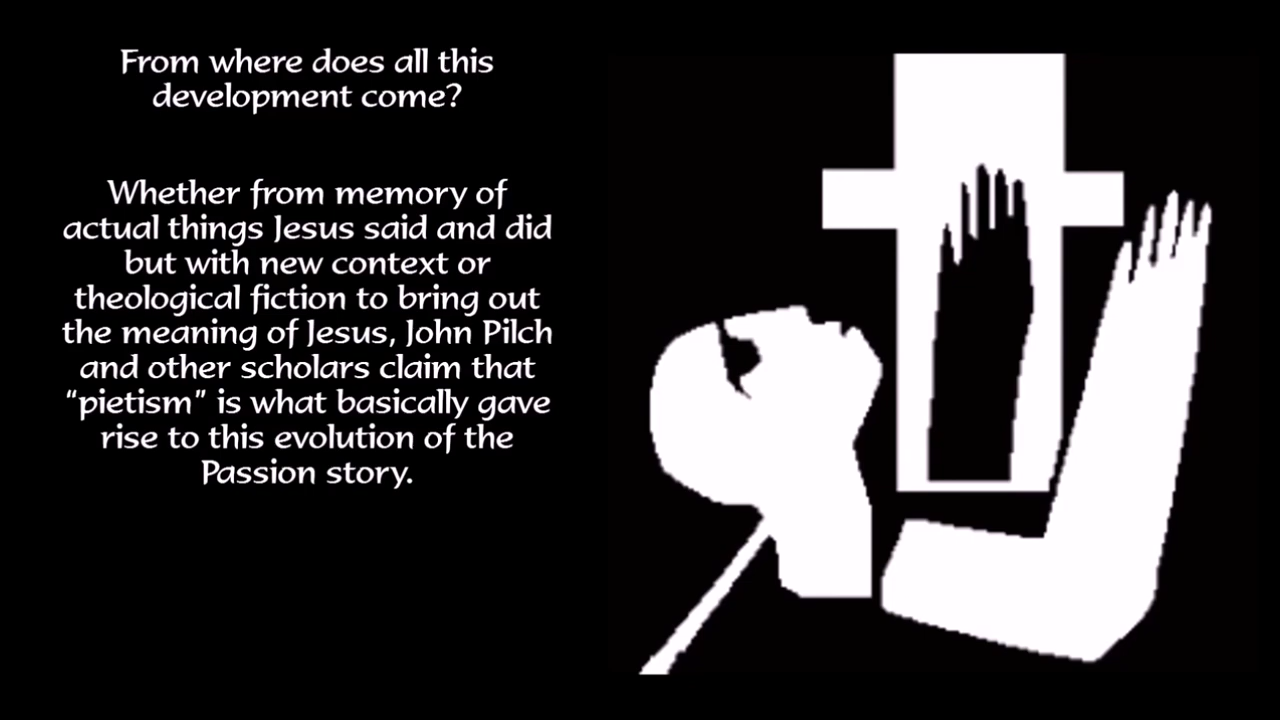 From where does all this
development come?
Whether from memory of
actual things Jesus said and did
but with new context or
theological fiction to bring out
the meaning of Jesus, John Pilch
and other scholars claim that
“pietism” is what basically gave
rise to this evolution of the
Passion story.